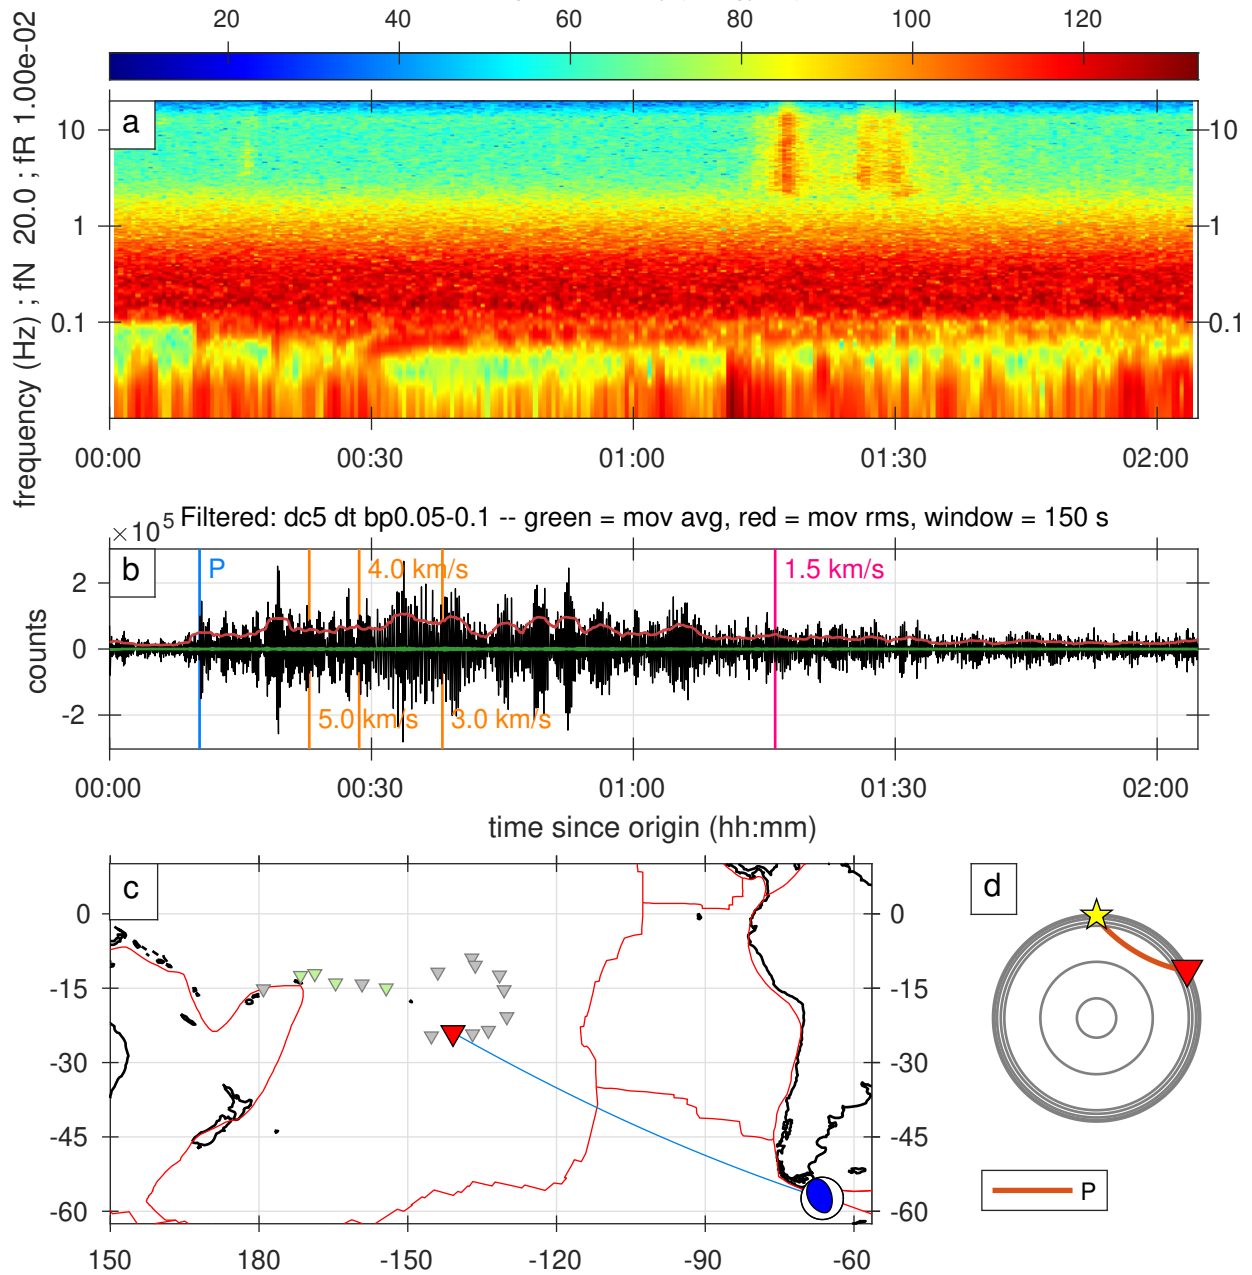 20 40 60 80 100 120
frequency (Hz) ; fN 20.0 ; fR 1.00e-02
a
10 10
1 1
0.1 0.1
00:00 00:30 01:00 01:30 02:00
×10^5 Filtered: dc5 dt bp0.05-0.1 -- green = mov avg, red = mov rms, window = 150 s
b
P 4.0 km/s 1.5 km/s
5.0 km/s 3.0 km/s
counts
2
0
-2
00:00 00:30 01:00 01:30 02:00
time since origin (hh:mm)
c
d
0 0
-15 -15
-30 -30
-45 -45
-60 -60
150 180 -150 -120 -90 -60
P